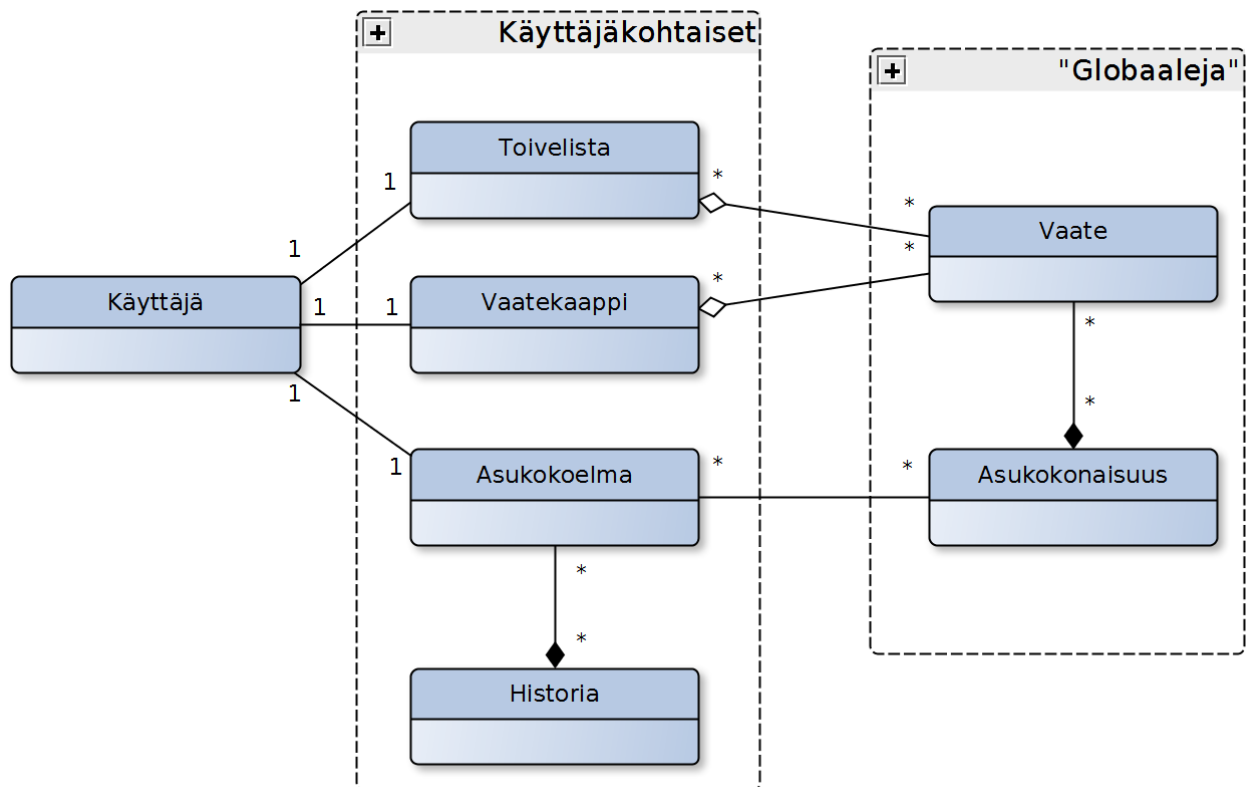 Käyttäjäkohtaiset
"Globaaleja"
Toivelista
1
*
*
Vaate
*
1
Käyttäjä
1
1
Vaatekaappi
*
*
1
*
1
Asukokoelma
*
*
Asukokonaisuus
*
*
Historia